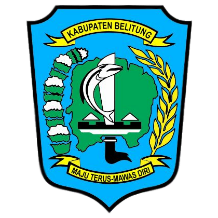 KABUPATEN BELITUNG
MAJU TERUS-MAWAS DIRI